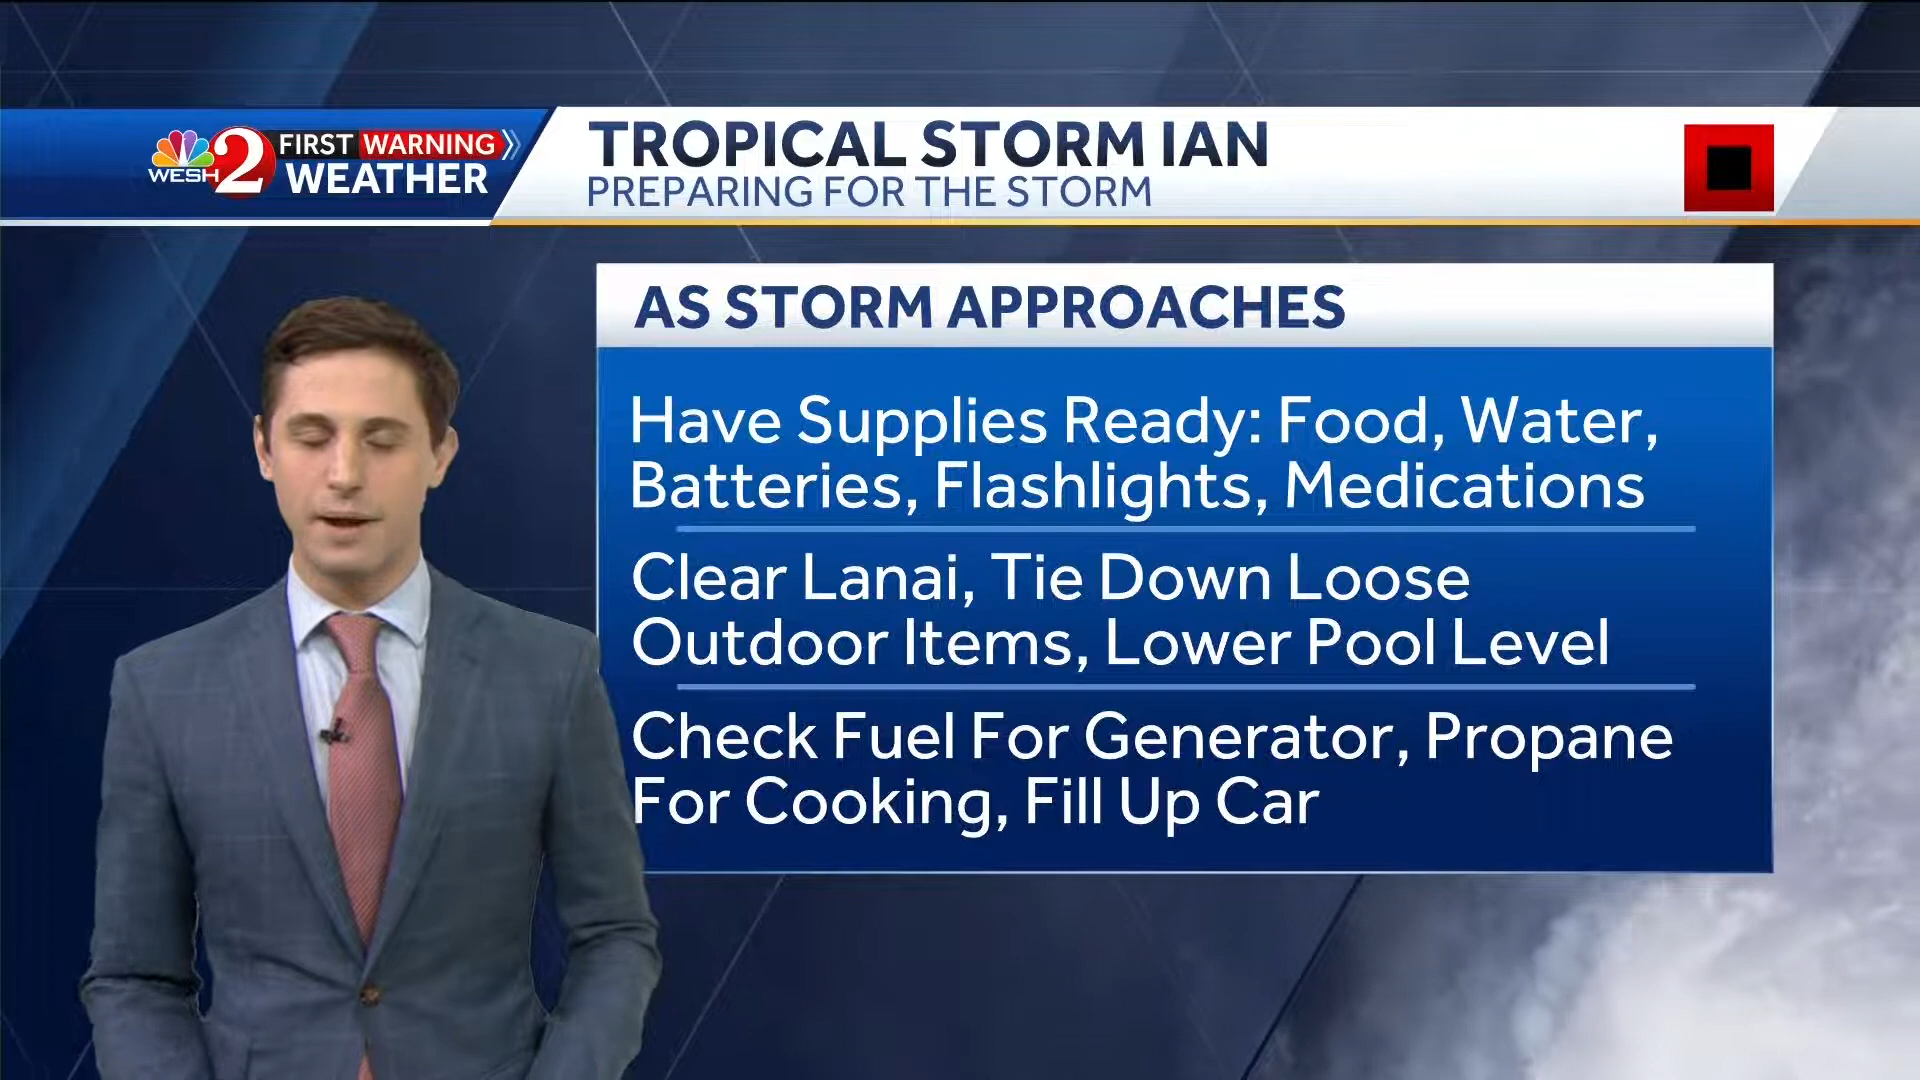 WESH 2 FIRST WARNING
WEATHER
TROPICAL STORM IAN
PREPARING FOR THE STORM
AS STORM APPROACHES
Have Supplies Ready: Food, Water,
Batteries, Flashlights, Medications
Clear Lanai, Tie Down Loose
Outdoor Items, Lower Pool Level
Check Fuel For Generator, Propane
For Cooking, Fill Up Car